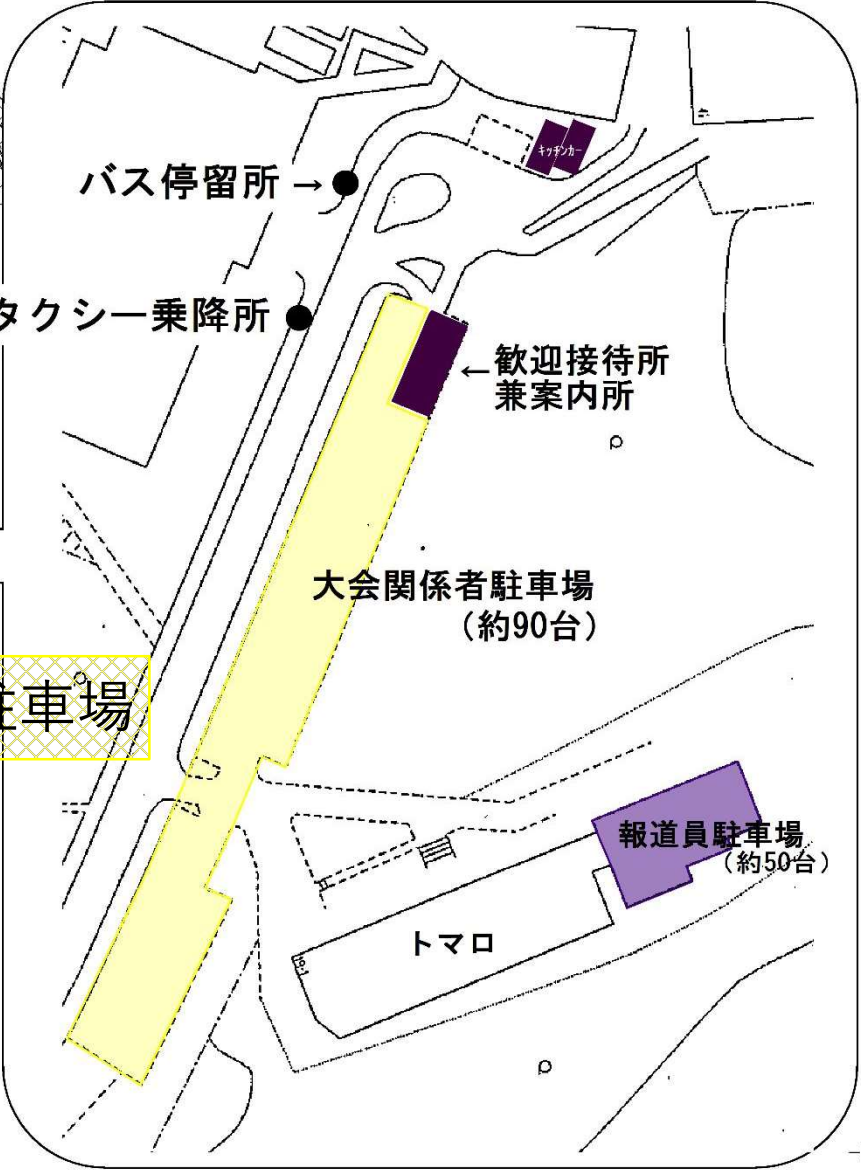 キッチンカー
バス停留所 →
タクシー乗降所
←歓迎接待所
兼案内所
大会関係者駐車場
（約90台）
駐車場
報道員駐車場
（約50台）
トマロ